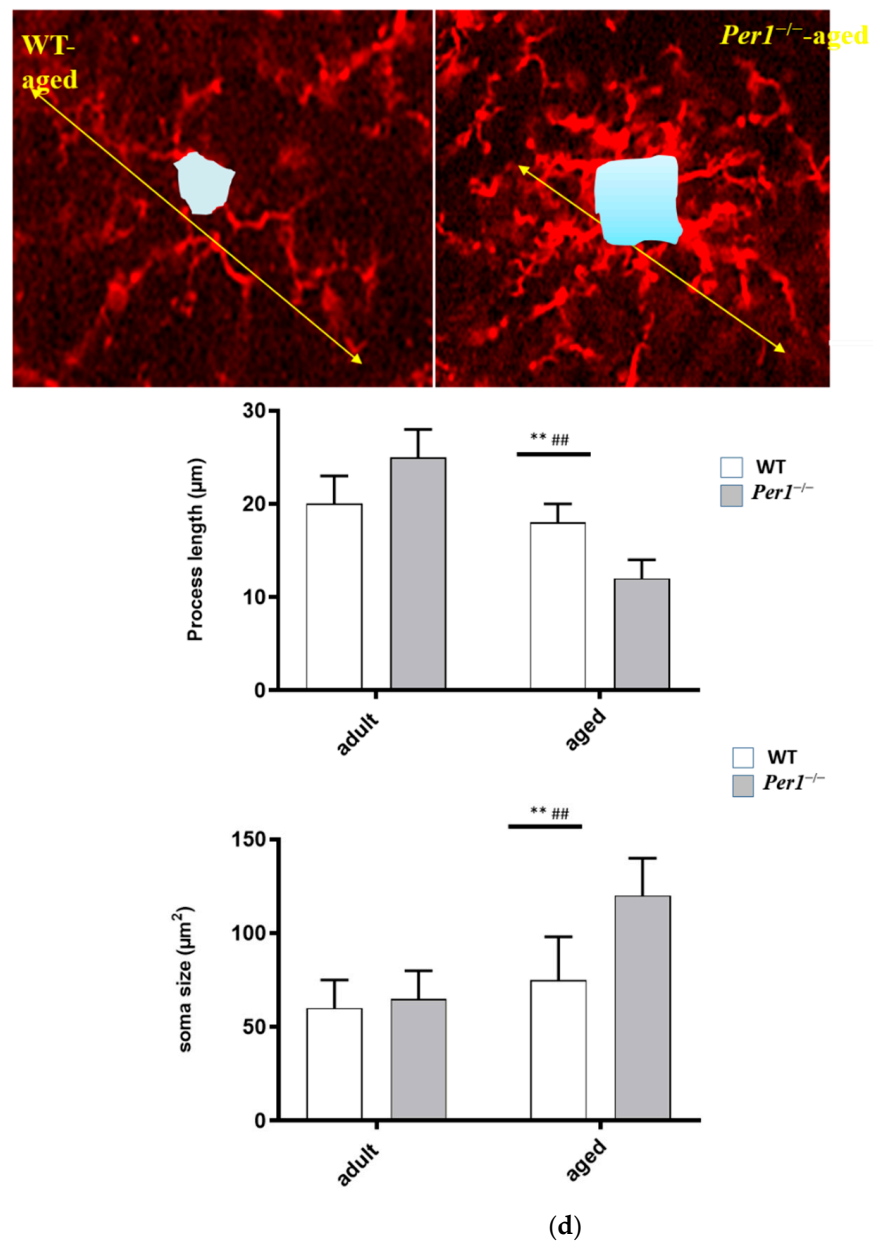 WT-
aged
Per1⁻/⁻-aged
30
20
10
0
Process length (µm)
** ##
WT
Per1⁻/⁻
adult
aged
WT
Per1⁻/⁻
** ##
150
100
50
0
soma size (µm²)
adult
aged
(d)